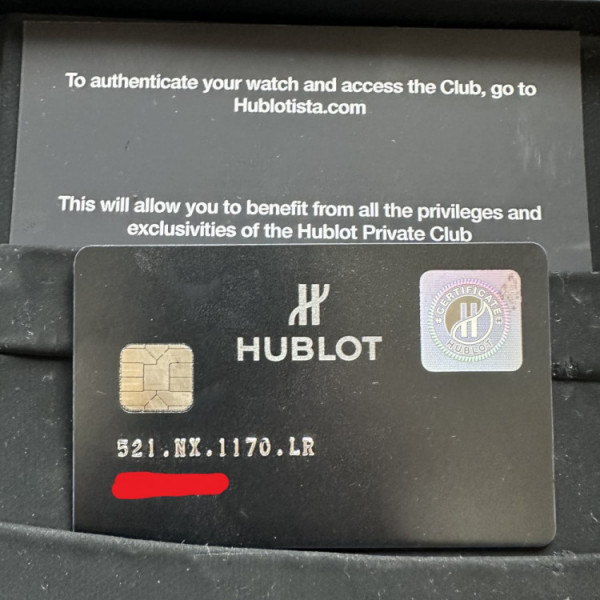 To authenticate your watch and access the Club, go to
Hublotista.com
This will allow you to benefit from all the privileges and
exclusivities of the Hublot Private Club
HUBLOT
CERTIFICATE
HUBLOT
521.NX.1170.LR